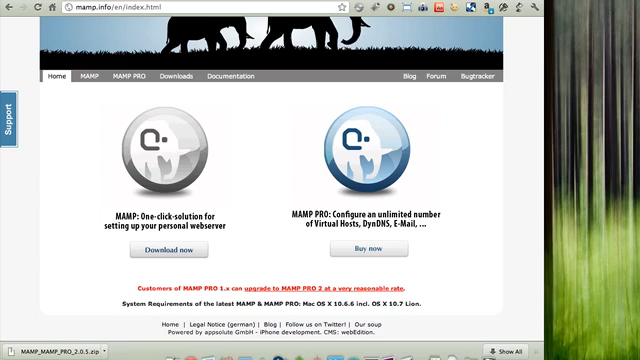 mamp.info/en/index.html
Home MAMP MAMP PRO Downloads Documentation Blog Forum Bugtracker
Support
MAMP: One-click-solution for
setting up your personal webserver
Download now
MAMP PRO: Configure an unlimited number
of Virtual Hosts, DynDNS, E-Mail, ...
Buy now
Customers of MAMP PRO 1.x can upgrade to MAMP PRO 2 at a very reasonable rate.
System Requirements of the latest MAMP & MAMP PRO: Mac OS X 10.6.6 incl. OS X 10.7 Lion.
Home | Legal Notice (german) | Blog | Follow us on Twitter! | Our soup
Powered by appsolute GmbH - iPhone development. CMS: webEdition.
MAMP_MAMP_PRO_2.0.5.zip
Show All